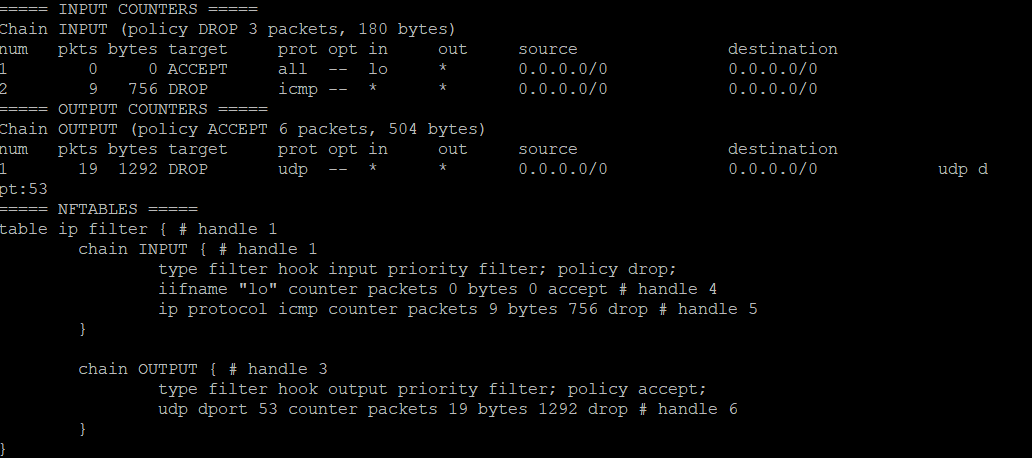 ===== INPUT COUNTERS =====
Chain INPUT (policy DROP 3 packets, 180 bytes)
num   pkts bytes target     prot opt in     out     source               destination
1        0     0 ACCEPT     all  --  lo     *       0.0.0.0/0            0.0.0.0/0
2        9   756 DROP       icmp --  *      *       0.0.0.0/0            0.0.0.0/0
===== OUTPUT COUNTERS =====
Chain OUTPUT (policy ACCEPT 6 packets, 504 bytes)
num   pkts bytes target     prot opt in     out     source               destination
1       19  1292 DROP       udp  --  *      *       0.0.0.0/0            0.0.0.0/0            udp d
pt:53
===== NFTABLES =====
table ip filter { # handle 1
        chain INPUT { # handle 1
                type filter hook input priority filter; policy drop;
                iifname "lo" counter packets 0 bytes 0 accept # handle 4
                ip protocol icmp counter packets 9 bytes 756 drop # handle 5
        }

        chain OUTPUT { # handle 3
                type filter hook output priority filter; policy accept;
                udp dport 53 counter packets 19 bytes 1292 drop # handle 6
        }
}